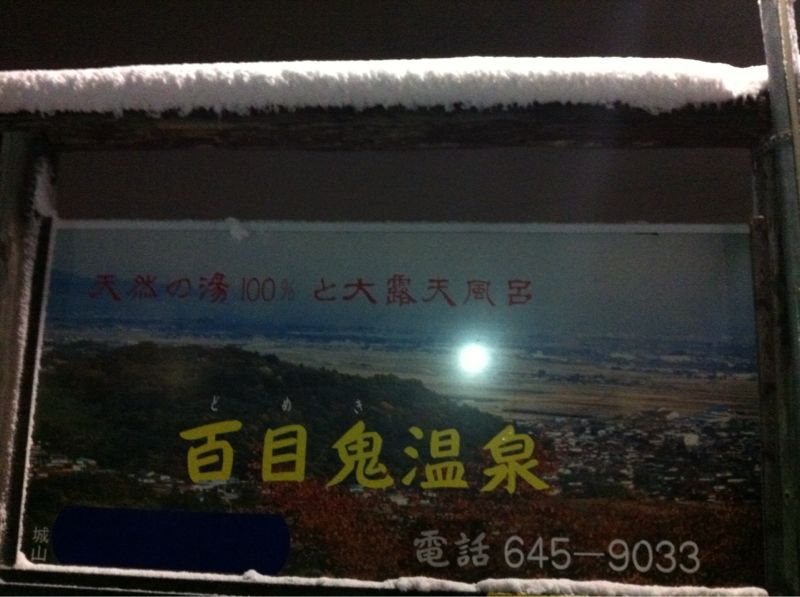 天然の湯100%と大露天風呂
どめき
百目鬼温泉
城山
電話 645-9033